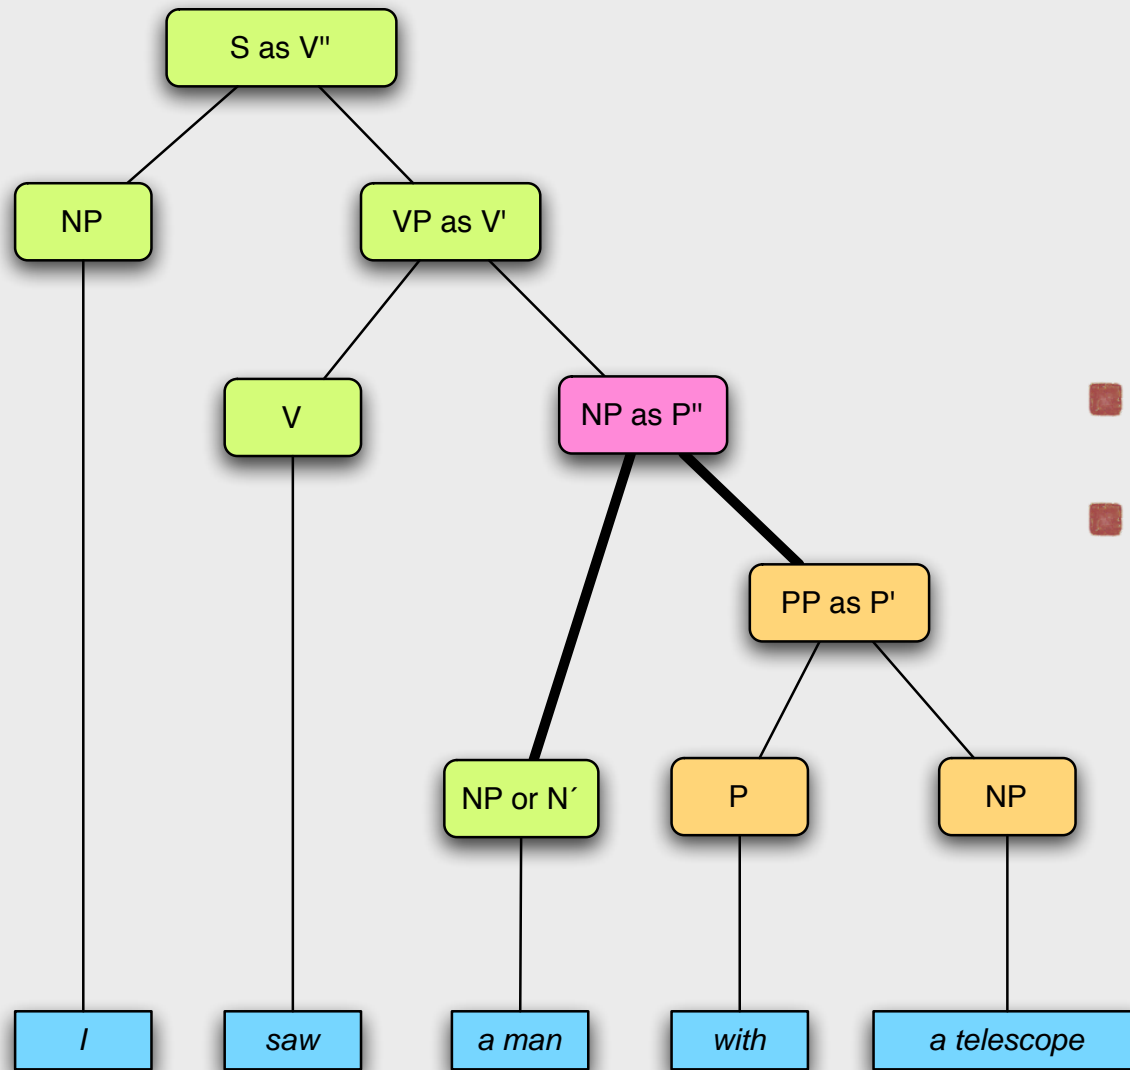 S as V"
NP
VP as V'
V
NP as P"
PP as P'
NP or N´
P
NP
I
saw
a man
with
a telescope